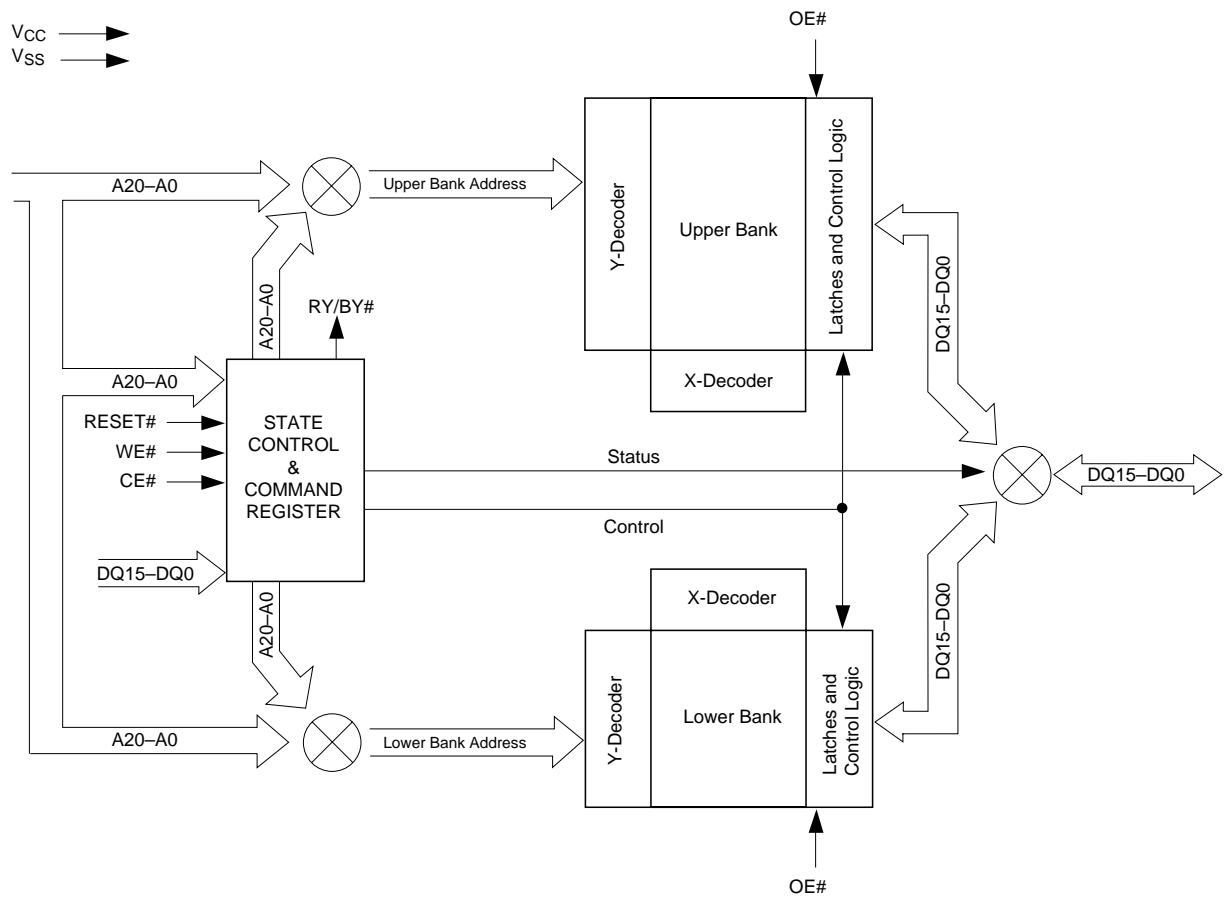 VCC
VSS
OE#
A20–A0
Upper Bank Address
Y-Decoder
Upper Bank
Latches and Control Logic
X-Decoder
DQ15–DQ0
A20–A0
RY/BY#
A20–A0
RESET#
WE#
CE#
STATE
CONTROL
&
COMMAND
REGISTER
DQ15–DQ0
Status
Control
DQ15–DQ0
A20–A0
X-Decoder
Y-Decoder
Lower Bank
Latches and
Control Logic
DQ15–DQ0
A20–A0
Lower Bank Address
OE#